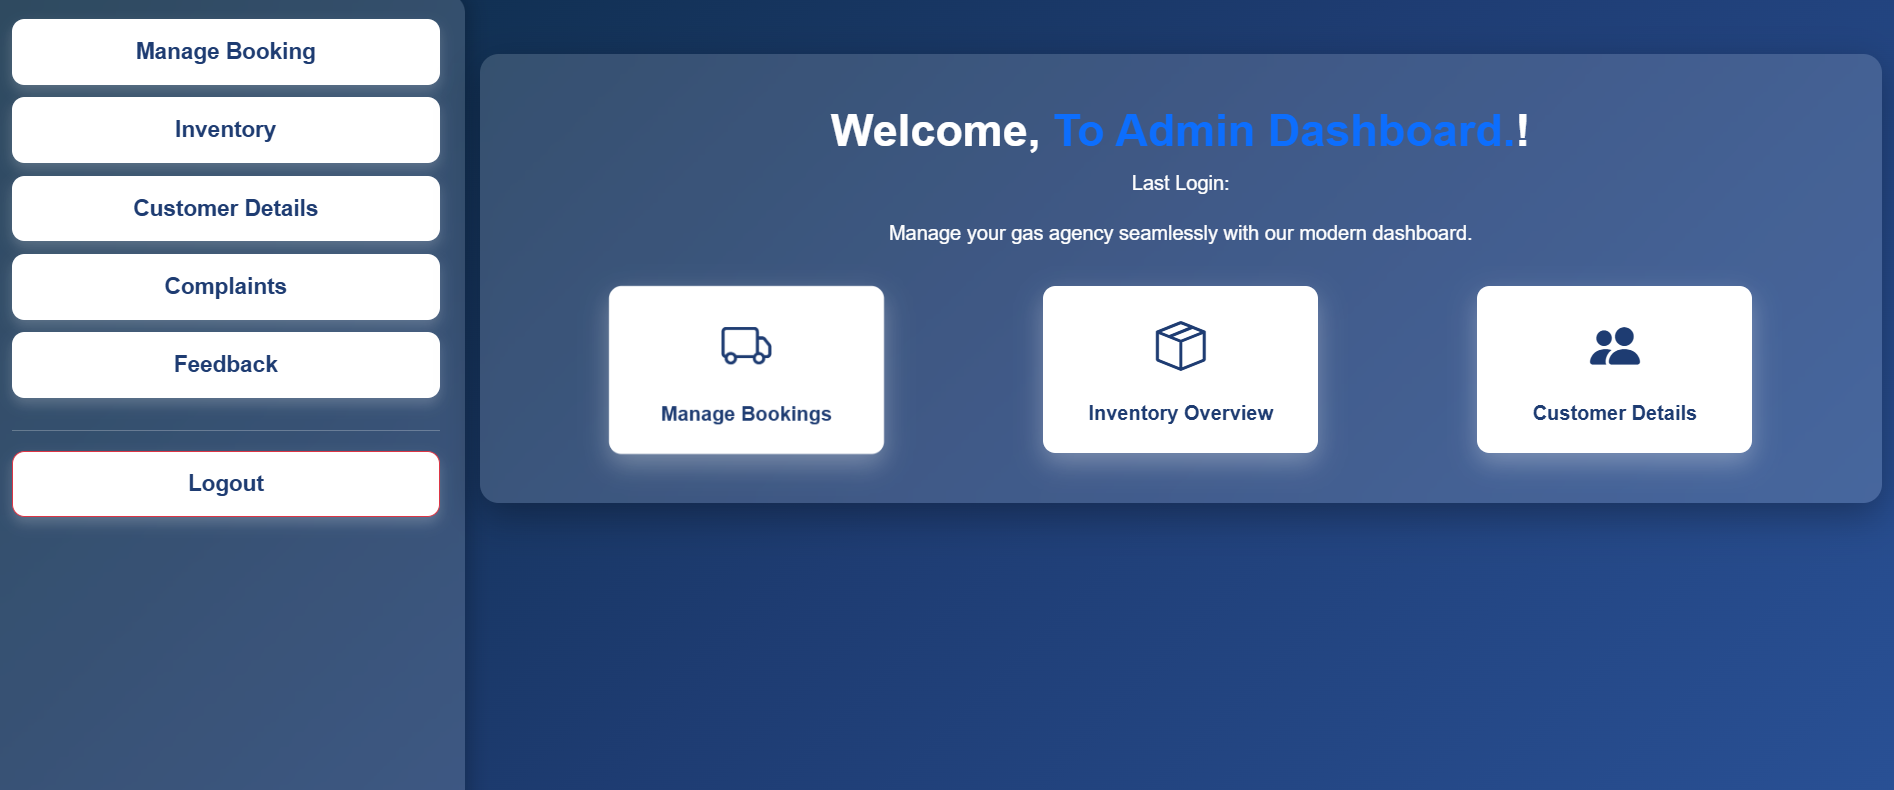 Manage Booking
Inventory
Customer Details
Complaints
Feedback
Logout
Welcome, To Admin Dashboard.!
Last Login:
Manage your gas agency seamlessly with our modern dashboard.
Manage Bookings
Inventory Overview
Customer Details